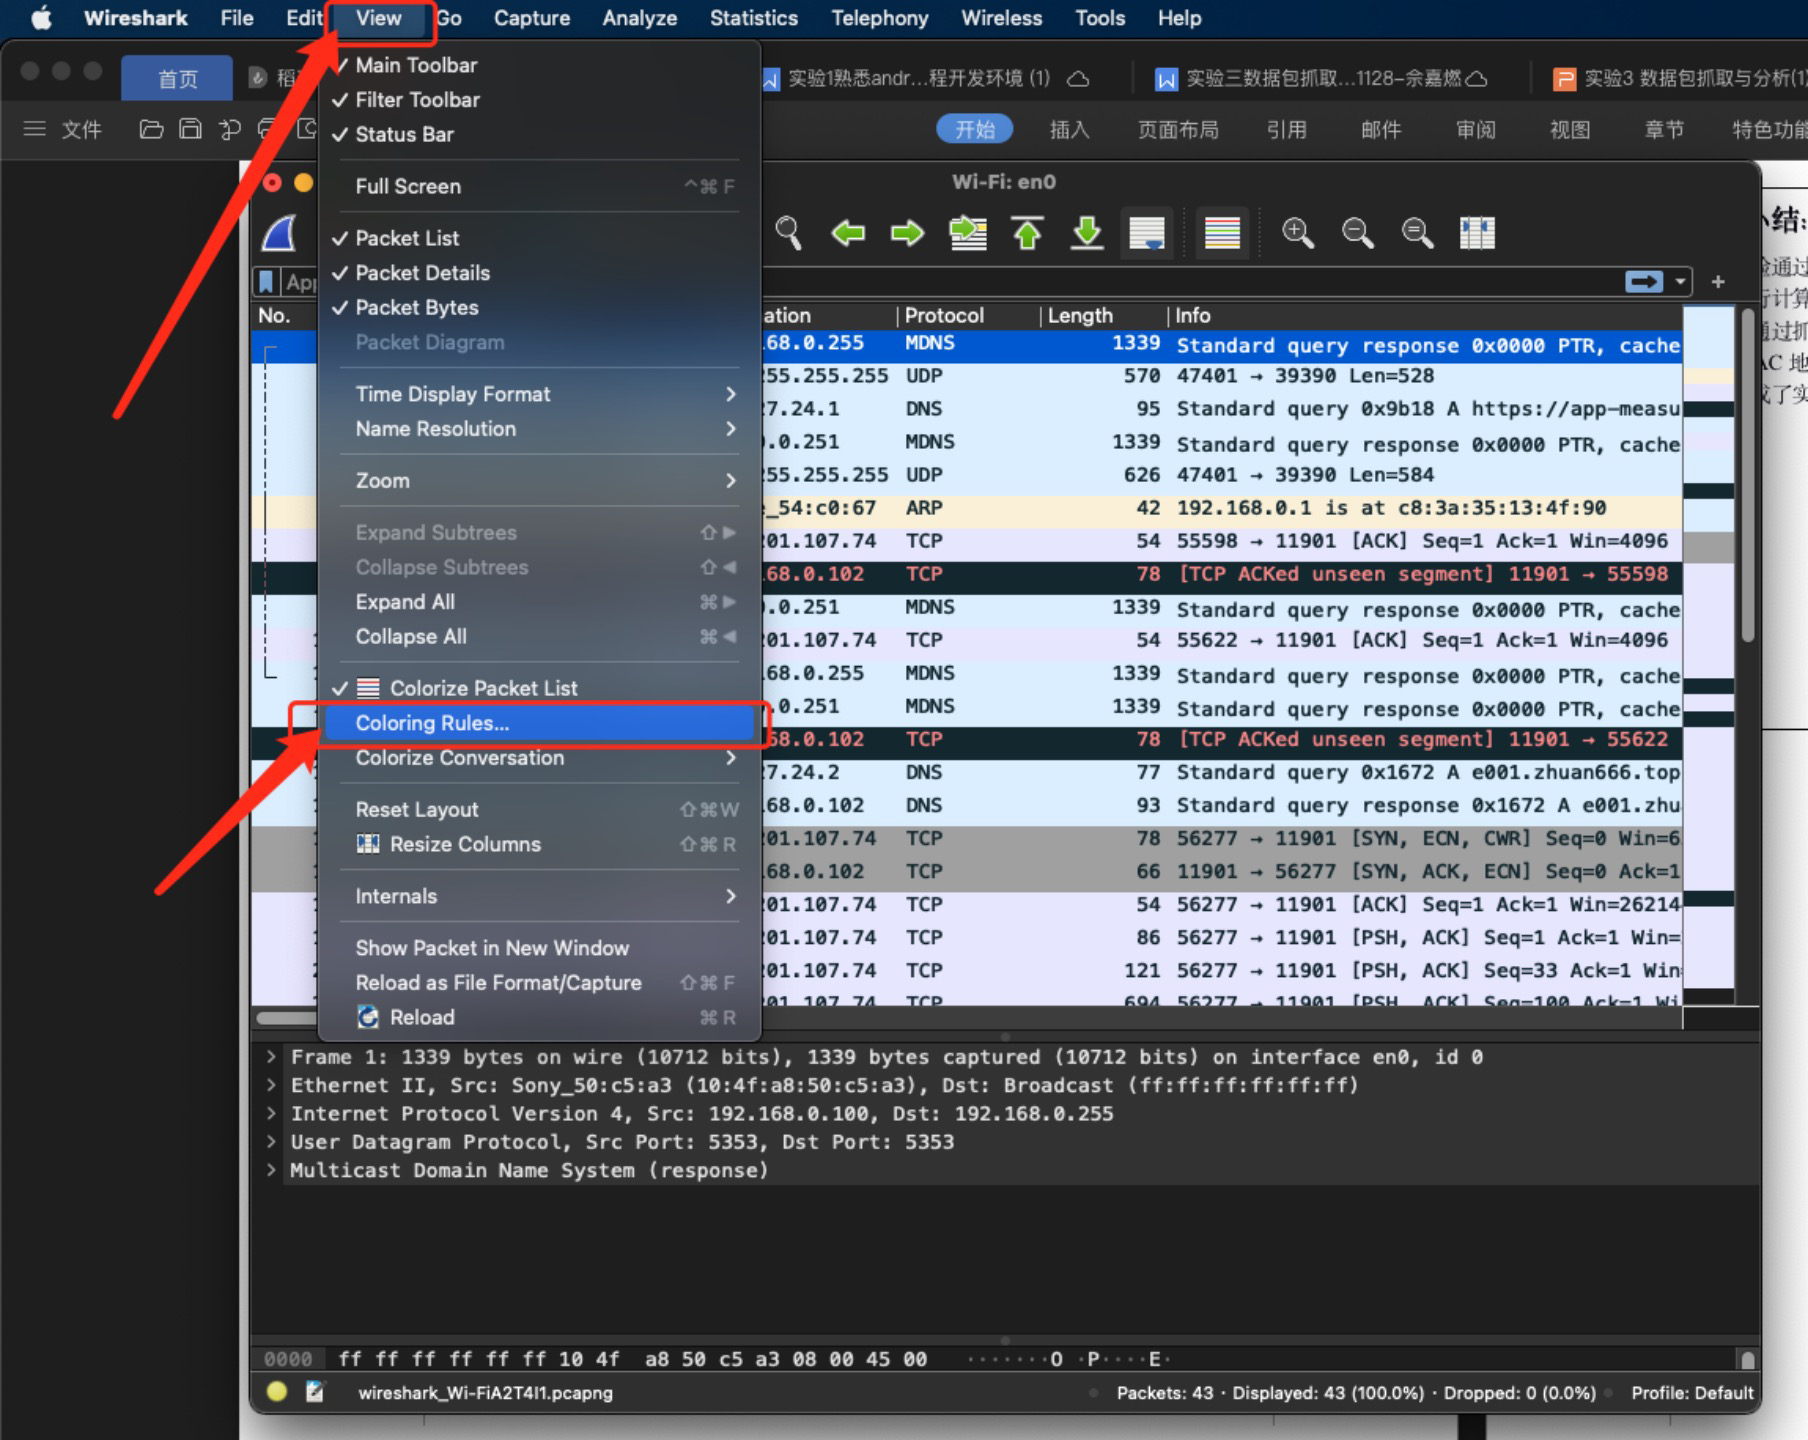 Wireshark File Edit View Go Capture Analyze Statistics Telephony Wireless Tools Help
首页
稻
实验1熟悉andr...程开发环境 (1)
实验三数据包抓取...1128-佘嘉燃
实验3 数据包抓取与分析(1)
文件
开始 插入 页面布局 引用 邮件 审阅 视图 章节 特色功能
Main Toolbar
Filter Toolbar
Status Bar
Full Screen ^⌘F
Packet List
Packet Details
Packet Bytes
Packet Diagram
Time Display Format
Name Resolution
Zoom
Expand Subtrees ⇧▶
Collapse Subtrees ⇧◀
Expand All ⌘▶
Collapse All ⌘◀
Colorize Packet List
Coloring Rules...
Colorize Conversation
Reset Layout ⇧⌘W
Resize Columns ⇧⌘R
Internals
Show Packet in New Window
Reload as File Format/Capture ⇧⌘F
Reload ⌘R
Wi-Fi: en0
App
No. ation Protocol Length Info
.68.0.255 MDNS 1339 Standard query response 0x0000 PTR, cache
255.255.255 UDP 570 47401 → 39390 Len=528
27.24.1 DNS 95 Standard query 0x9b18 A https://app-measu
.0.251 MDNS 1339 Standard query response 0x0000 PTR, cache
255.255.255 UDP 626 47401 → 39390 Len=584
_54:c0:67 ARP 42 192.168.0.1 is at c8:3a:35:13:4f:90
201.107.74 TCP 54 55598 → 11901 [ACK] Seq=1 Ack=1 Win=4096
.68.0.102 TCP 78 [TCP ACKed unseen segment] 11901 → 55598
.0.251 MDNS 1339 Standard query response 0x0000 PTR, cache
201.107.74 TCP 54 55622 → 11901 [ACK] Seq=1 Ack=1 Win=4096
.68.0.255 MDNS 1339 Standard query response 0x0000 PTR, cache
.0.251 MDNS 1339 Standard query response 0x0000 PTR, cache
68.0.102 TCP 78 [TCP ACKed unseen segment] 11901 → 55622
27.24.2 DNS 77 Standard query 0x1672 A e001.zhuan666.top
.68.0.102 DNS 93 Standard query response 0x1672 A e001.zhu
201.107.74 TCP 78 56277 → 11901 [SYN, ECN, CWR] Seq=0 Win=6
.68.0.102 TCP 66 11901 → 56277 [SYN, ACK, ECN] Seq=0 Ack=1
201.107.74 TCP 54 56277 → 11901 [ACK] Seq=1 Ack=1 Win=26214
201.107.74 TCP 86 56277 → 11901 [PSH, ACK] Seq=1 Ack=1 Win=
201.107.74 TCP 121 56277 → 11901 [PSH, ACK] Seq=33 Ack=1 Win
201.107.74 TCP 694 56277 → 11901 [PSH, ACK] Seq=100 Ack=1 Wi
Frame 1: 1339 bytes on wire (10712 bits), 1339 bytes captured (10712 bits) on interface en0, id 0
Ethernet II, Src: Sony_50:c5:a3 (10:4f:a8:50:c5:a3), Dst: Broadcast (ff:ff:ff:ff:ff:ff)
Internet Protocol Version 4, Src: 192.168.0.100, Dst: 192.168.0.255
User Datagram Protocol, Src Port: 5353, Dst Port: 5353
Multicast Domain Name System (response)
0000 ff ff ff ff ff ff 10 4f a8 50 c5 a3 08 00 45 00 ·······O ·P····E·
wireshark_Wi-FiA2T4I1.pcapng
Packets: 43 · Displayed: 43 (100.0%) · Dropped: 0 (0.0%)
Profile: Default
小结:
验通过
行计算
通过抓
AC 地
成了实